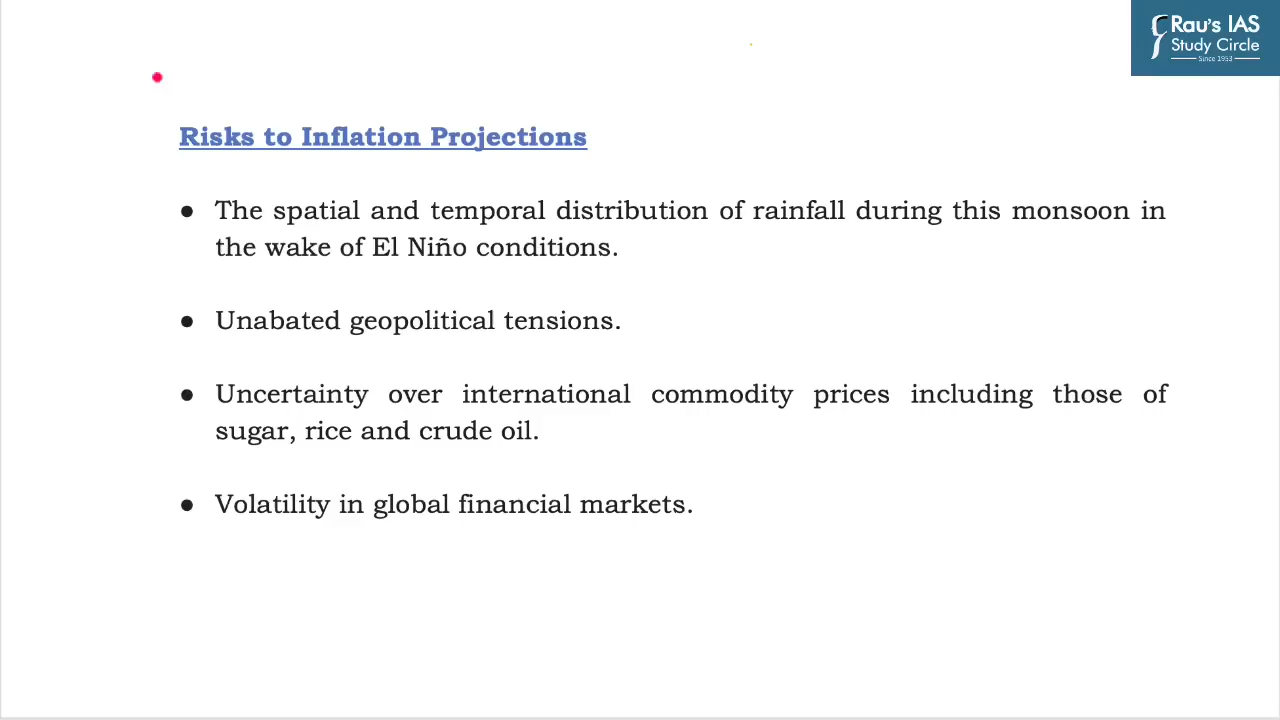 Rau's IAS
Study Circle
Since 1953
Risks to Inflation Projections
● The spatial and temporal distribution of rainfall during this monsoon in
the wake of El Niño conditions.
● Unabated geopolitical tensions.
● Uncertainty over international commodity prices including those of
sugar, rice and crude oil.
● Volatility in global financial markets.